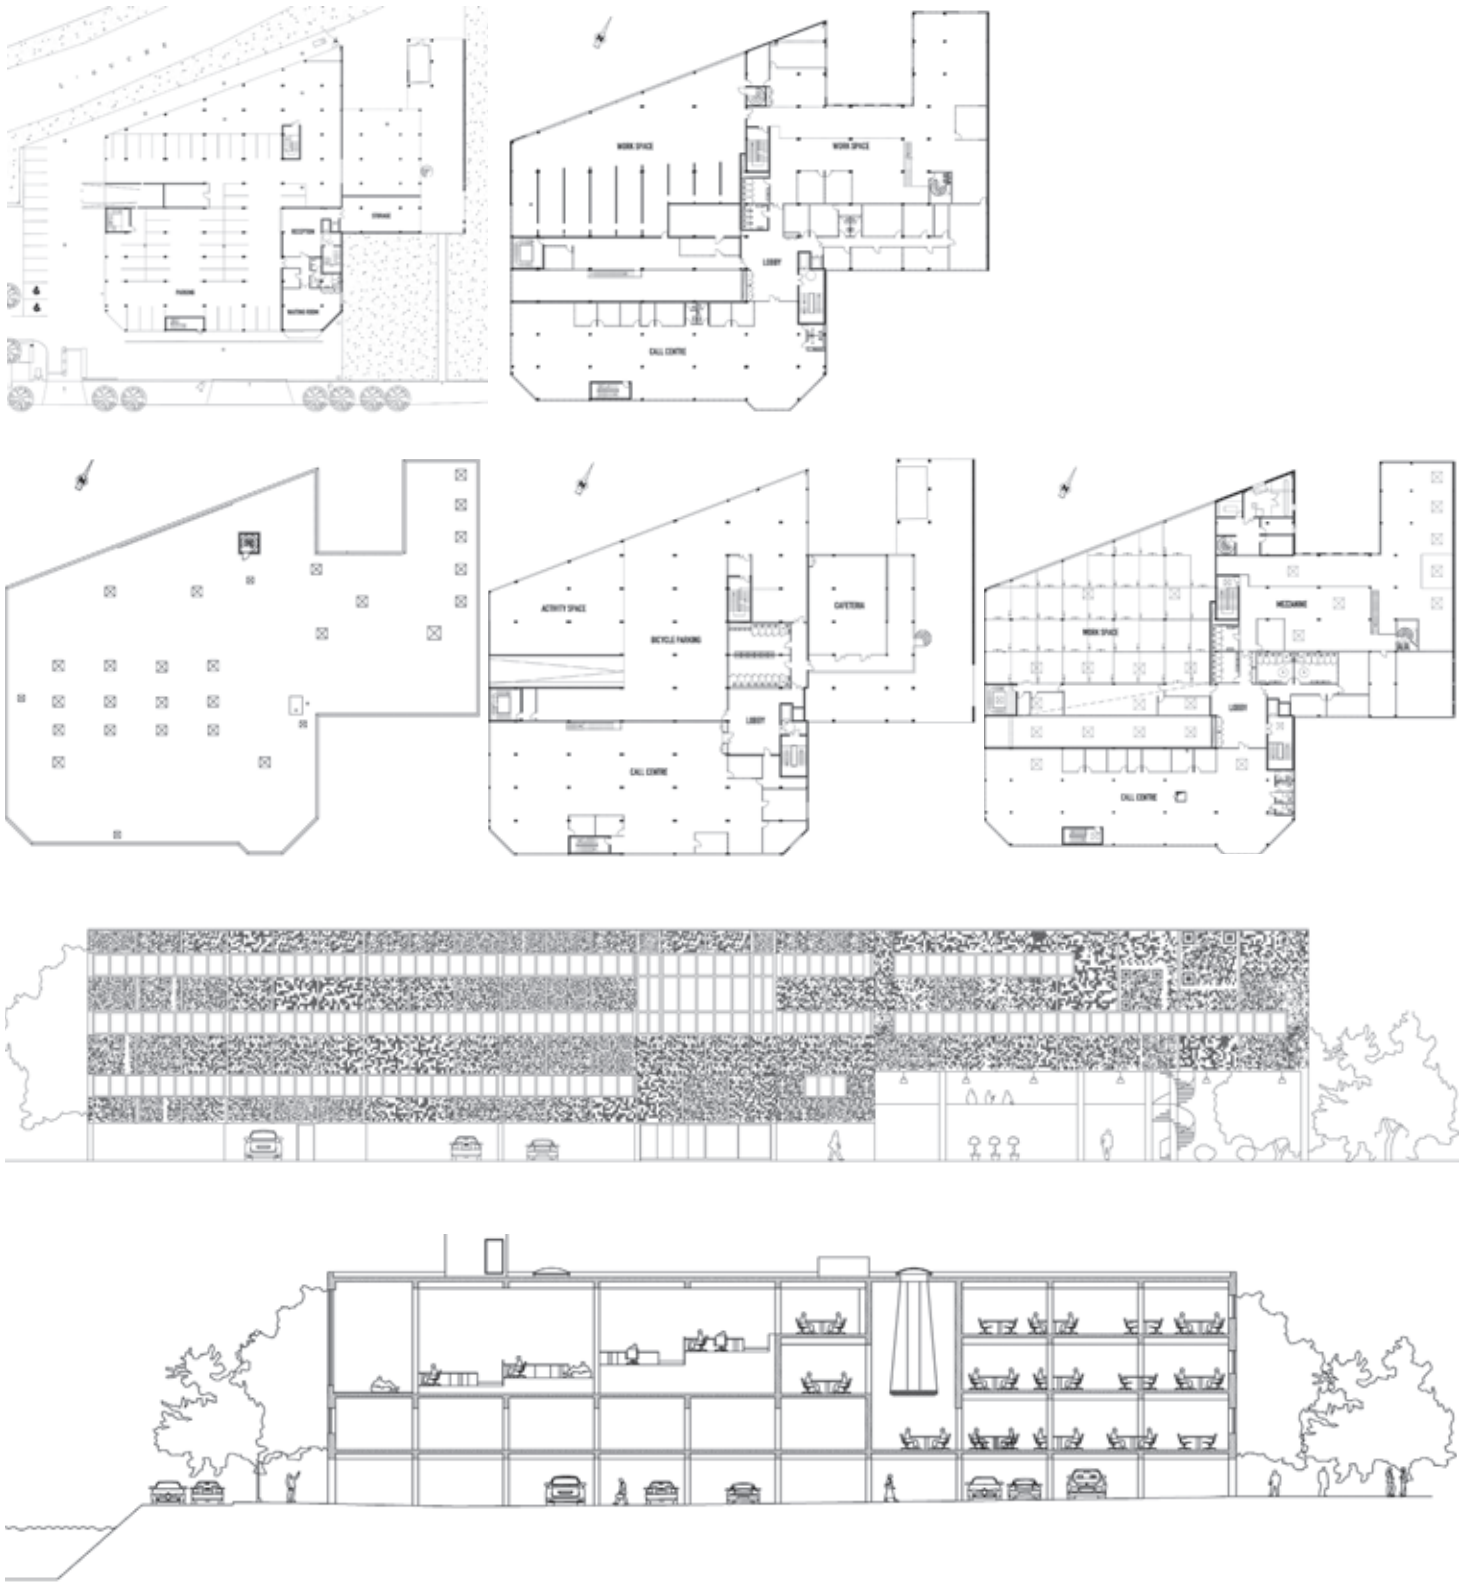 STORAGE
RECEPTION
PARKING
WAITING ROOM
WORK SPACE
WORK SPACE
LOBBY
CALL CENTRE
ACTIVITY SPACE
BICYCLE PARKING
CAFETERIA
LOBBY
CALL CENTRE
WORK SPACE
MEZZANINE
LOBBY
CALL CENTRE